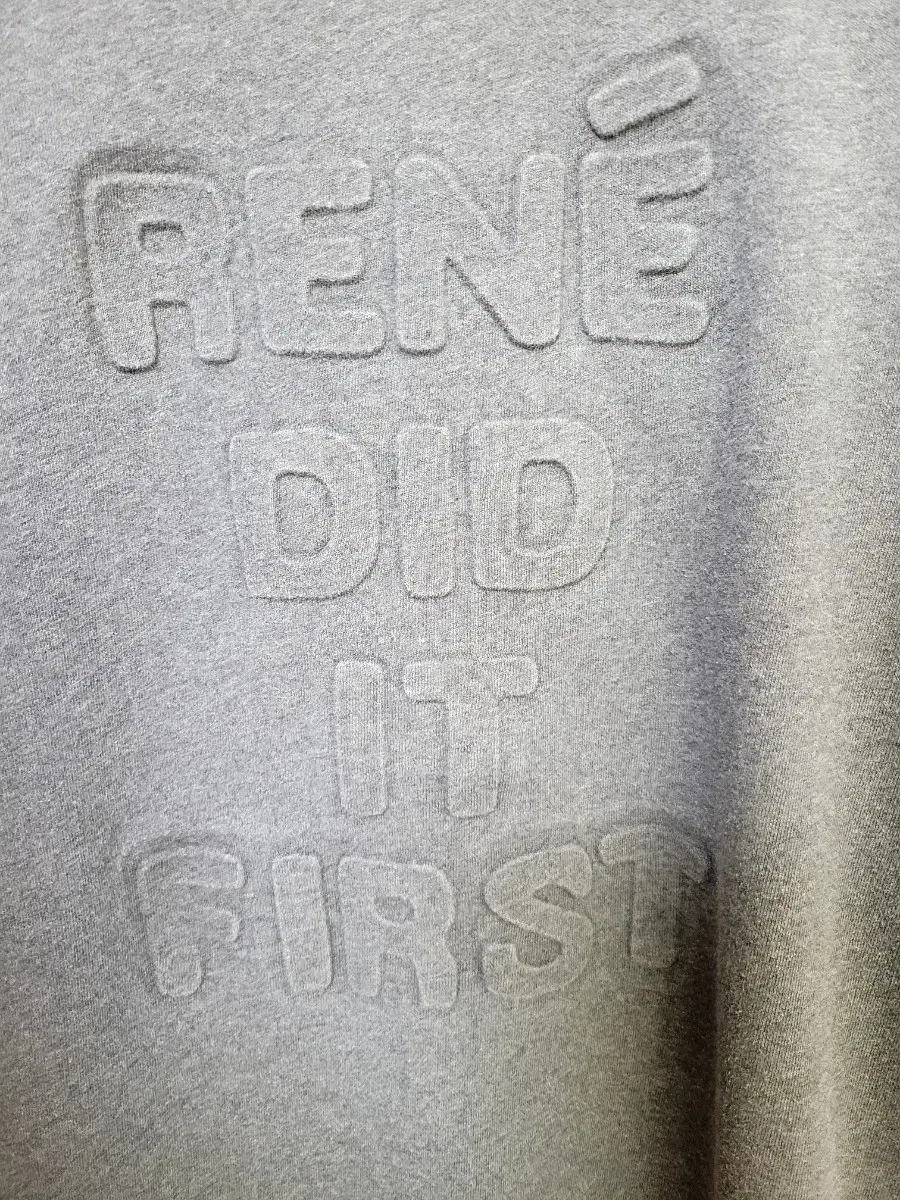 RENÉ
DID
IT
FIRST